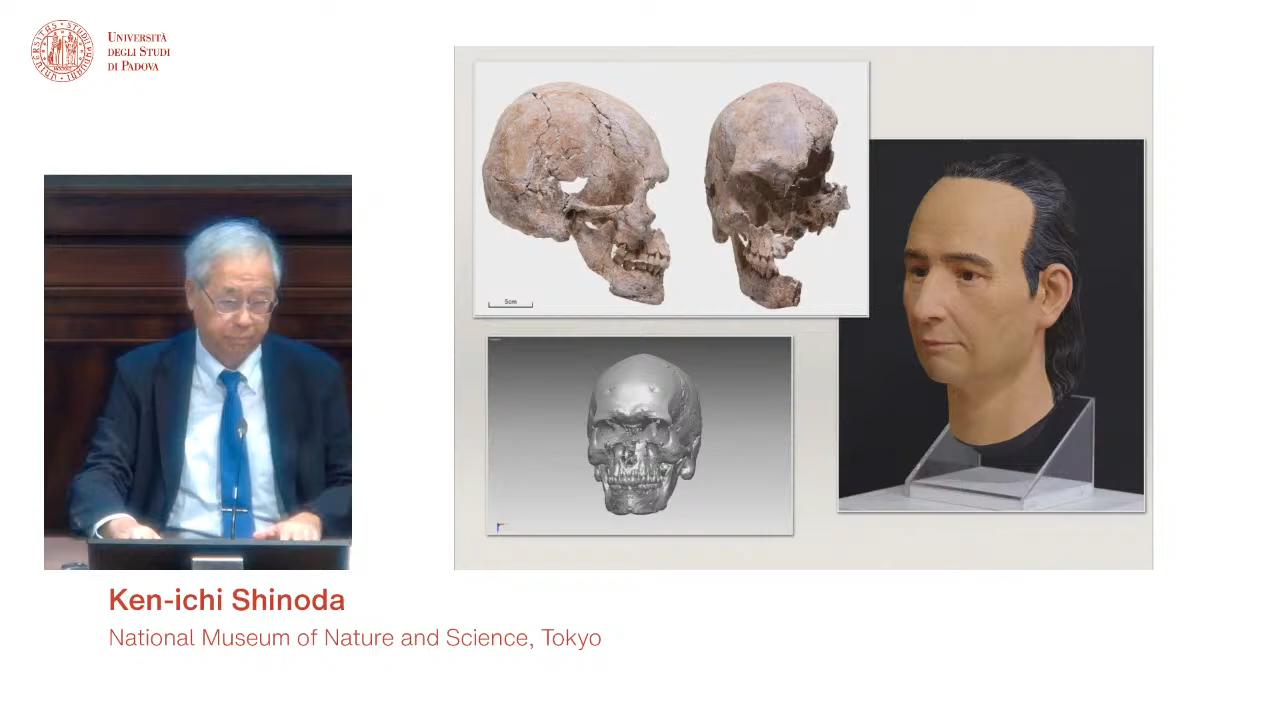 UNIVERSITÀ
DEGLI STUDI
DI PADOVA
5cm
Ken-ichi Shinoda
National Museum of Nature and Science, Tokyo